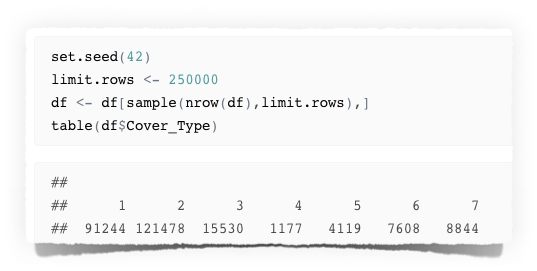 set.seed(42)
limit.rows <- 250000
df <- df[sample(nrow(df),limit.rows),]
table(df$Cover_Type)
##
##      1      2      3      4      5      6      7
##  91244 121478  15530   1177   4119   7608   8844